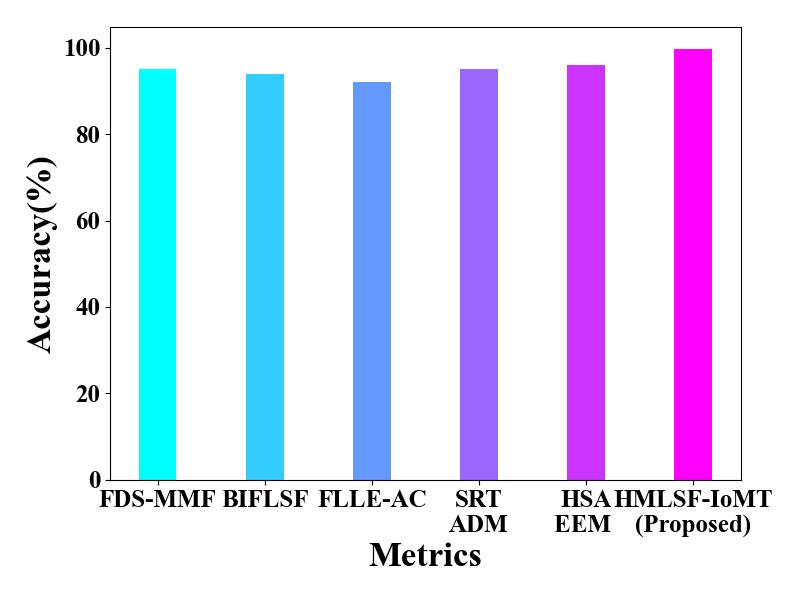 100
80
60
40
20
0
Accuracy(%)
FDS-MMF BIFLSF FLLE-AC SRT HSA HMLSF-IoMT
ADM EEM (Proposed)
Metrics